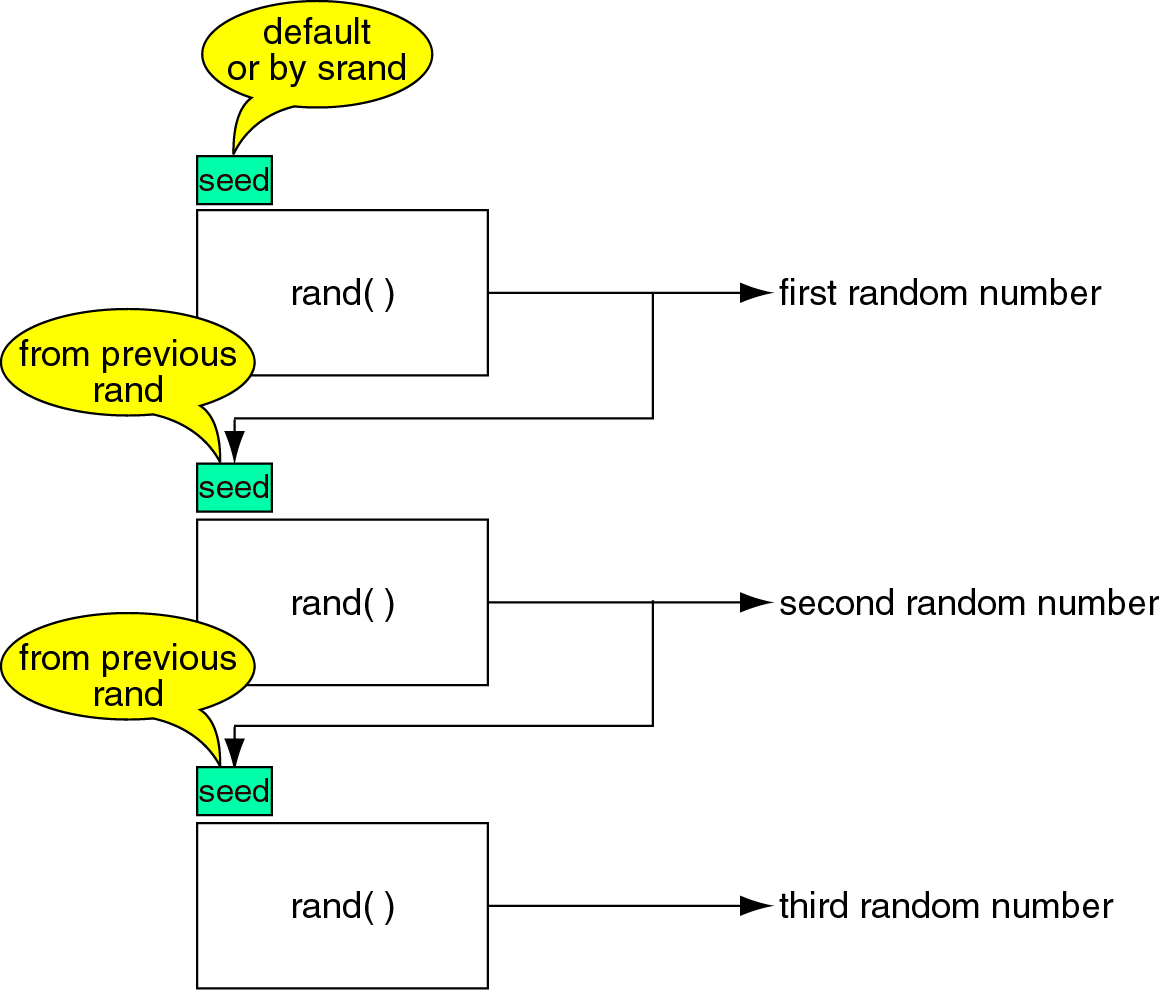 default
or by srand
seed
rand( )
first random number
from previous
rand
seed
rand( )
second random number
from previous
rand
seed
rand( )
third random number